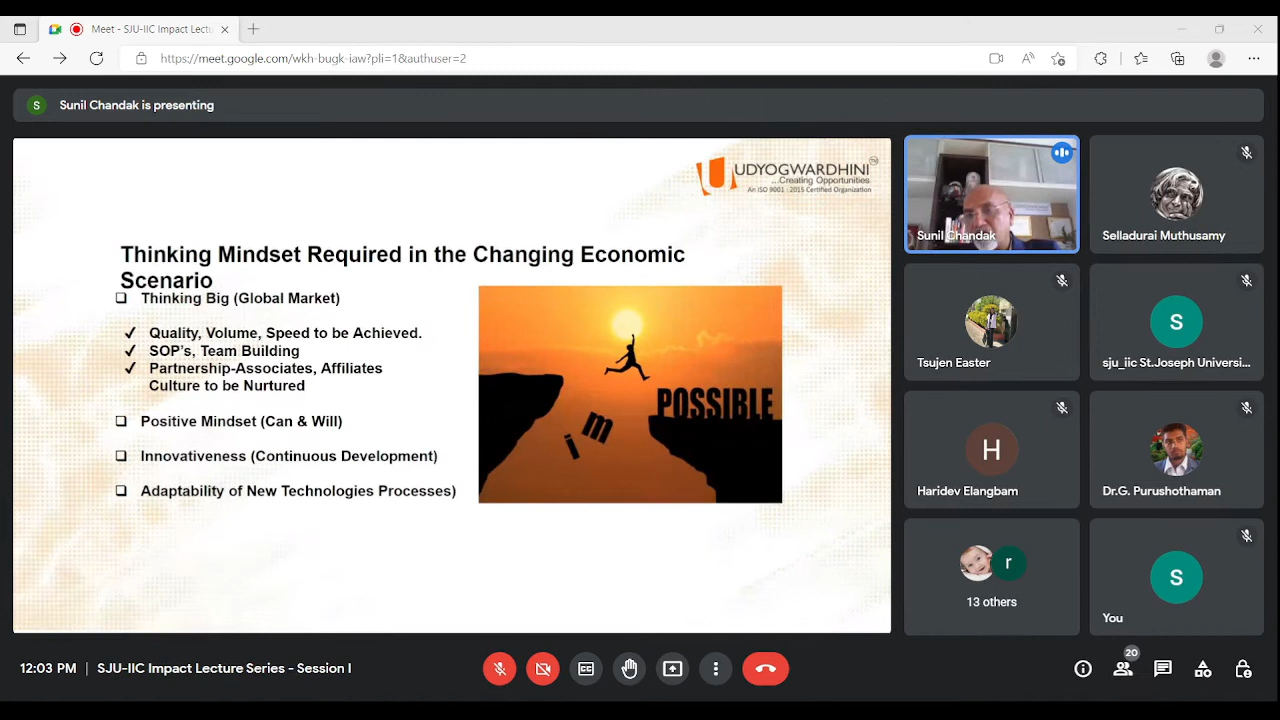 Meet - SJU-IIC Impact Lectu
https://meet.google.com/wkh-bugk-iaw?pli=1&authuser=2
S
Sunil Chandak is presenting
UDYOGWARDHINI
TM
...Creating Opportunities
An ISO 9001 : 2015 Certified Organization
Thinking Mindset Required in the Changing Economic
Scenario
❑ Thinking Big (Global Market)
✓ Quality, Volume, Speed to be Achieved.
✓ SOP's, Team Building
✓ Partnership-Associates, Affiliates
Culture to be Nurtured
❑ Positive Mindset (Can & Will)
❑ Innovativeness (Continuous Development)
❑ Adaptability of New Technologies Processes)
im
POSSIBLE
Sunil Chandak
Selladurai Muthusamy
Tsujen Easter
S
sju_iic St.Joseph Universi...
H
Haridev Elangbam
Dr.G. Purushothaman
r
13 others
S
You
12:03 PM | SJU-IIC Impact Lecture Series - Session I
20